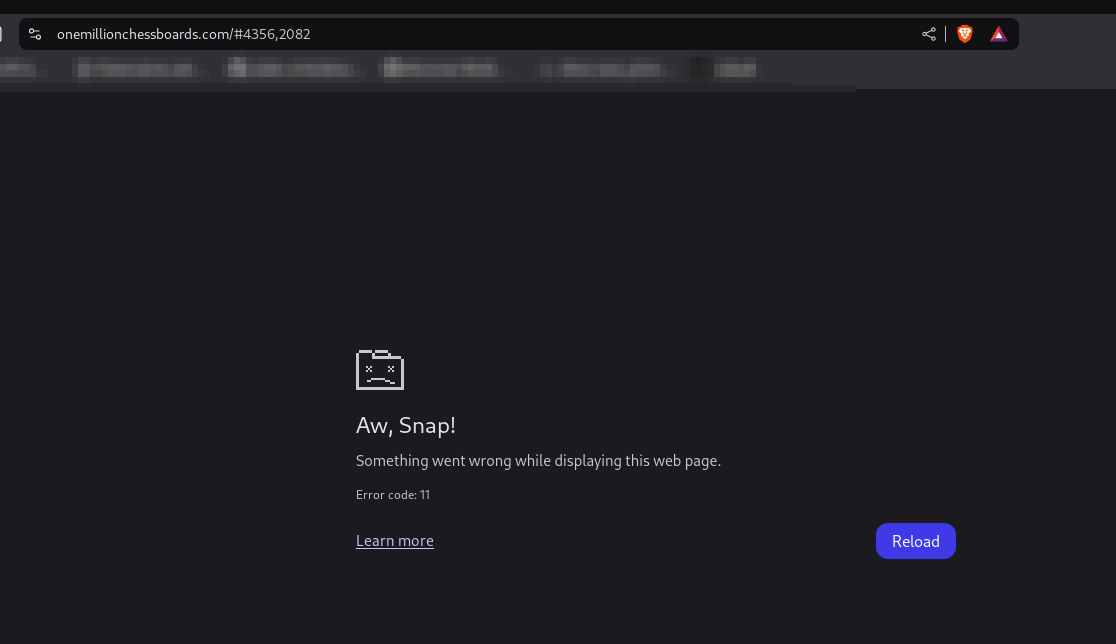 onemillionchessboards.com/#4356,2082
Aw, Snap!
Something went wrong while displaying this web page.
Error code: 11
Learn more
Reload